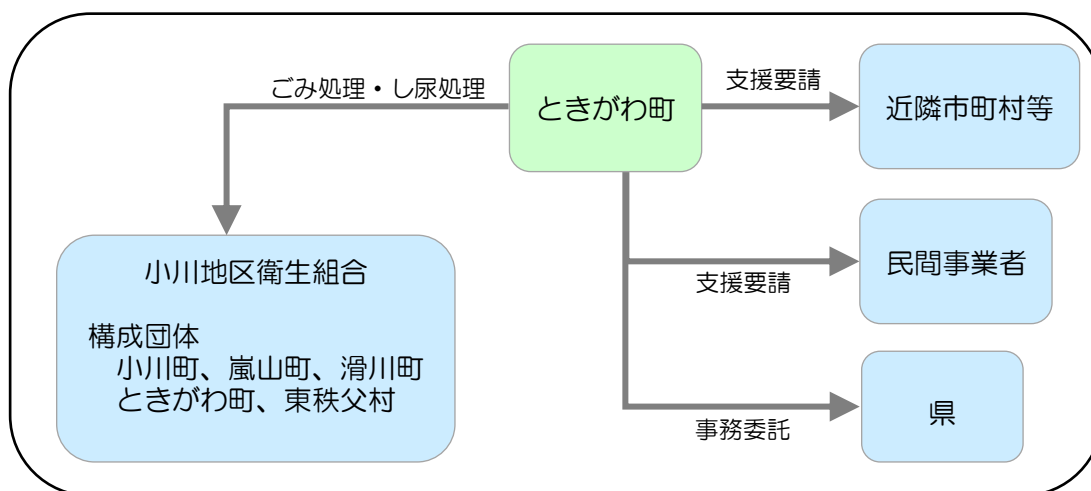 ごみ処理・し尿処理
ときがわ町
支援要請
近隣市町村等
小川地区衛生組合
構成団体
小川町、嵐山町、滑川町
ときがわ町、東秩父村
支援要請
民間事業者
事務委託
県